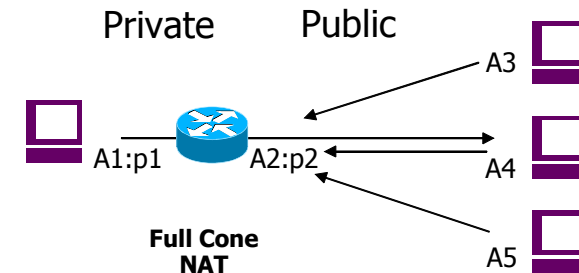 Private
Public
A3
A1:p1
A2:p2
A4
Full Cone
NAT
A5